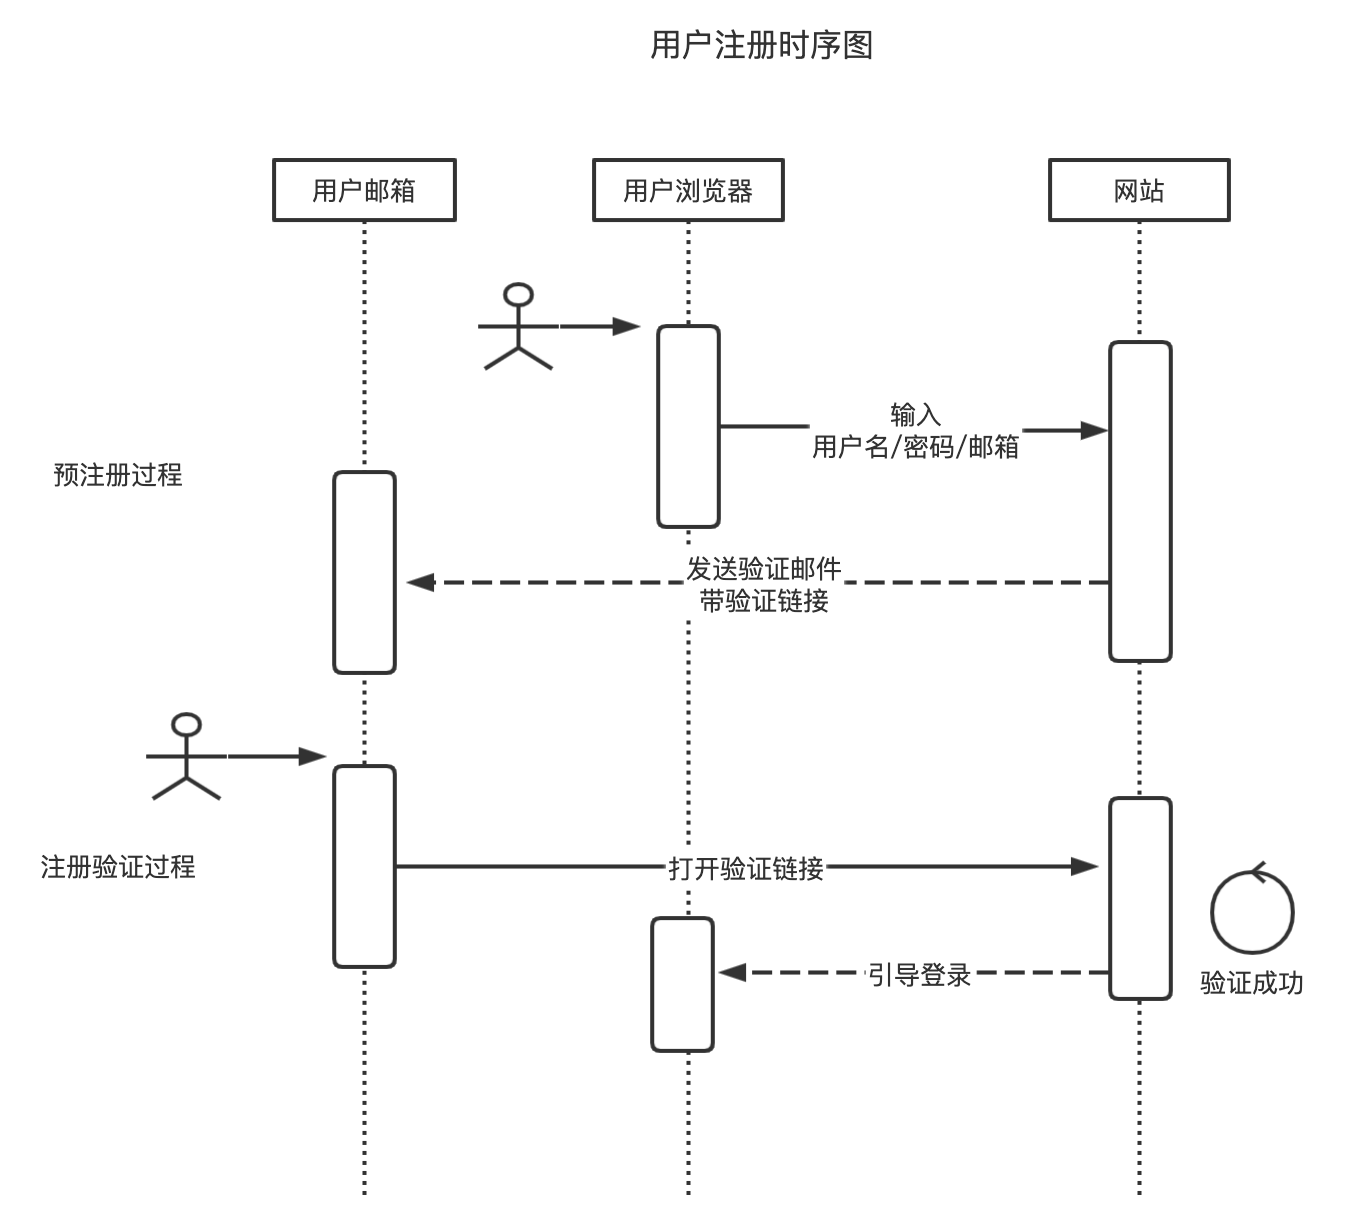 用户注册时序图
用户邮箱
用户浏览器
网站
输入
用户名/密码/邮箱
预注册过程
发送验证邮件
带验证链接
注册验证过程
打开验证链接
引导登录
验证成功